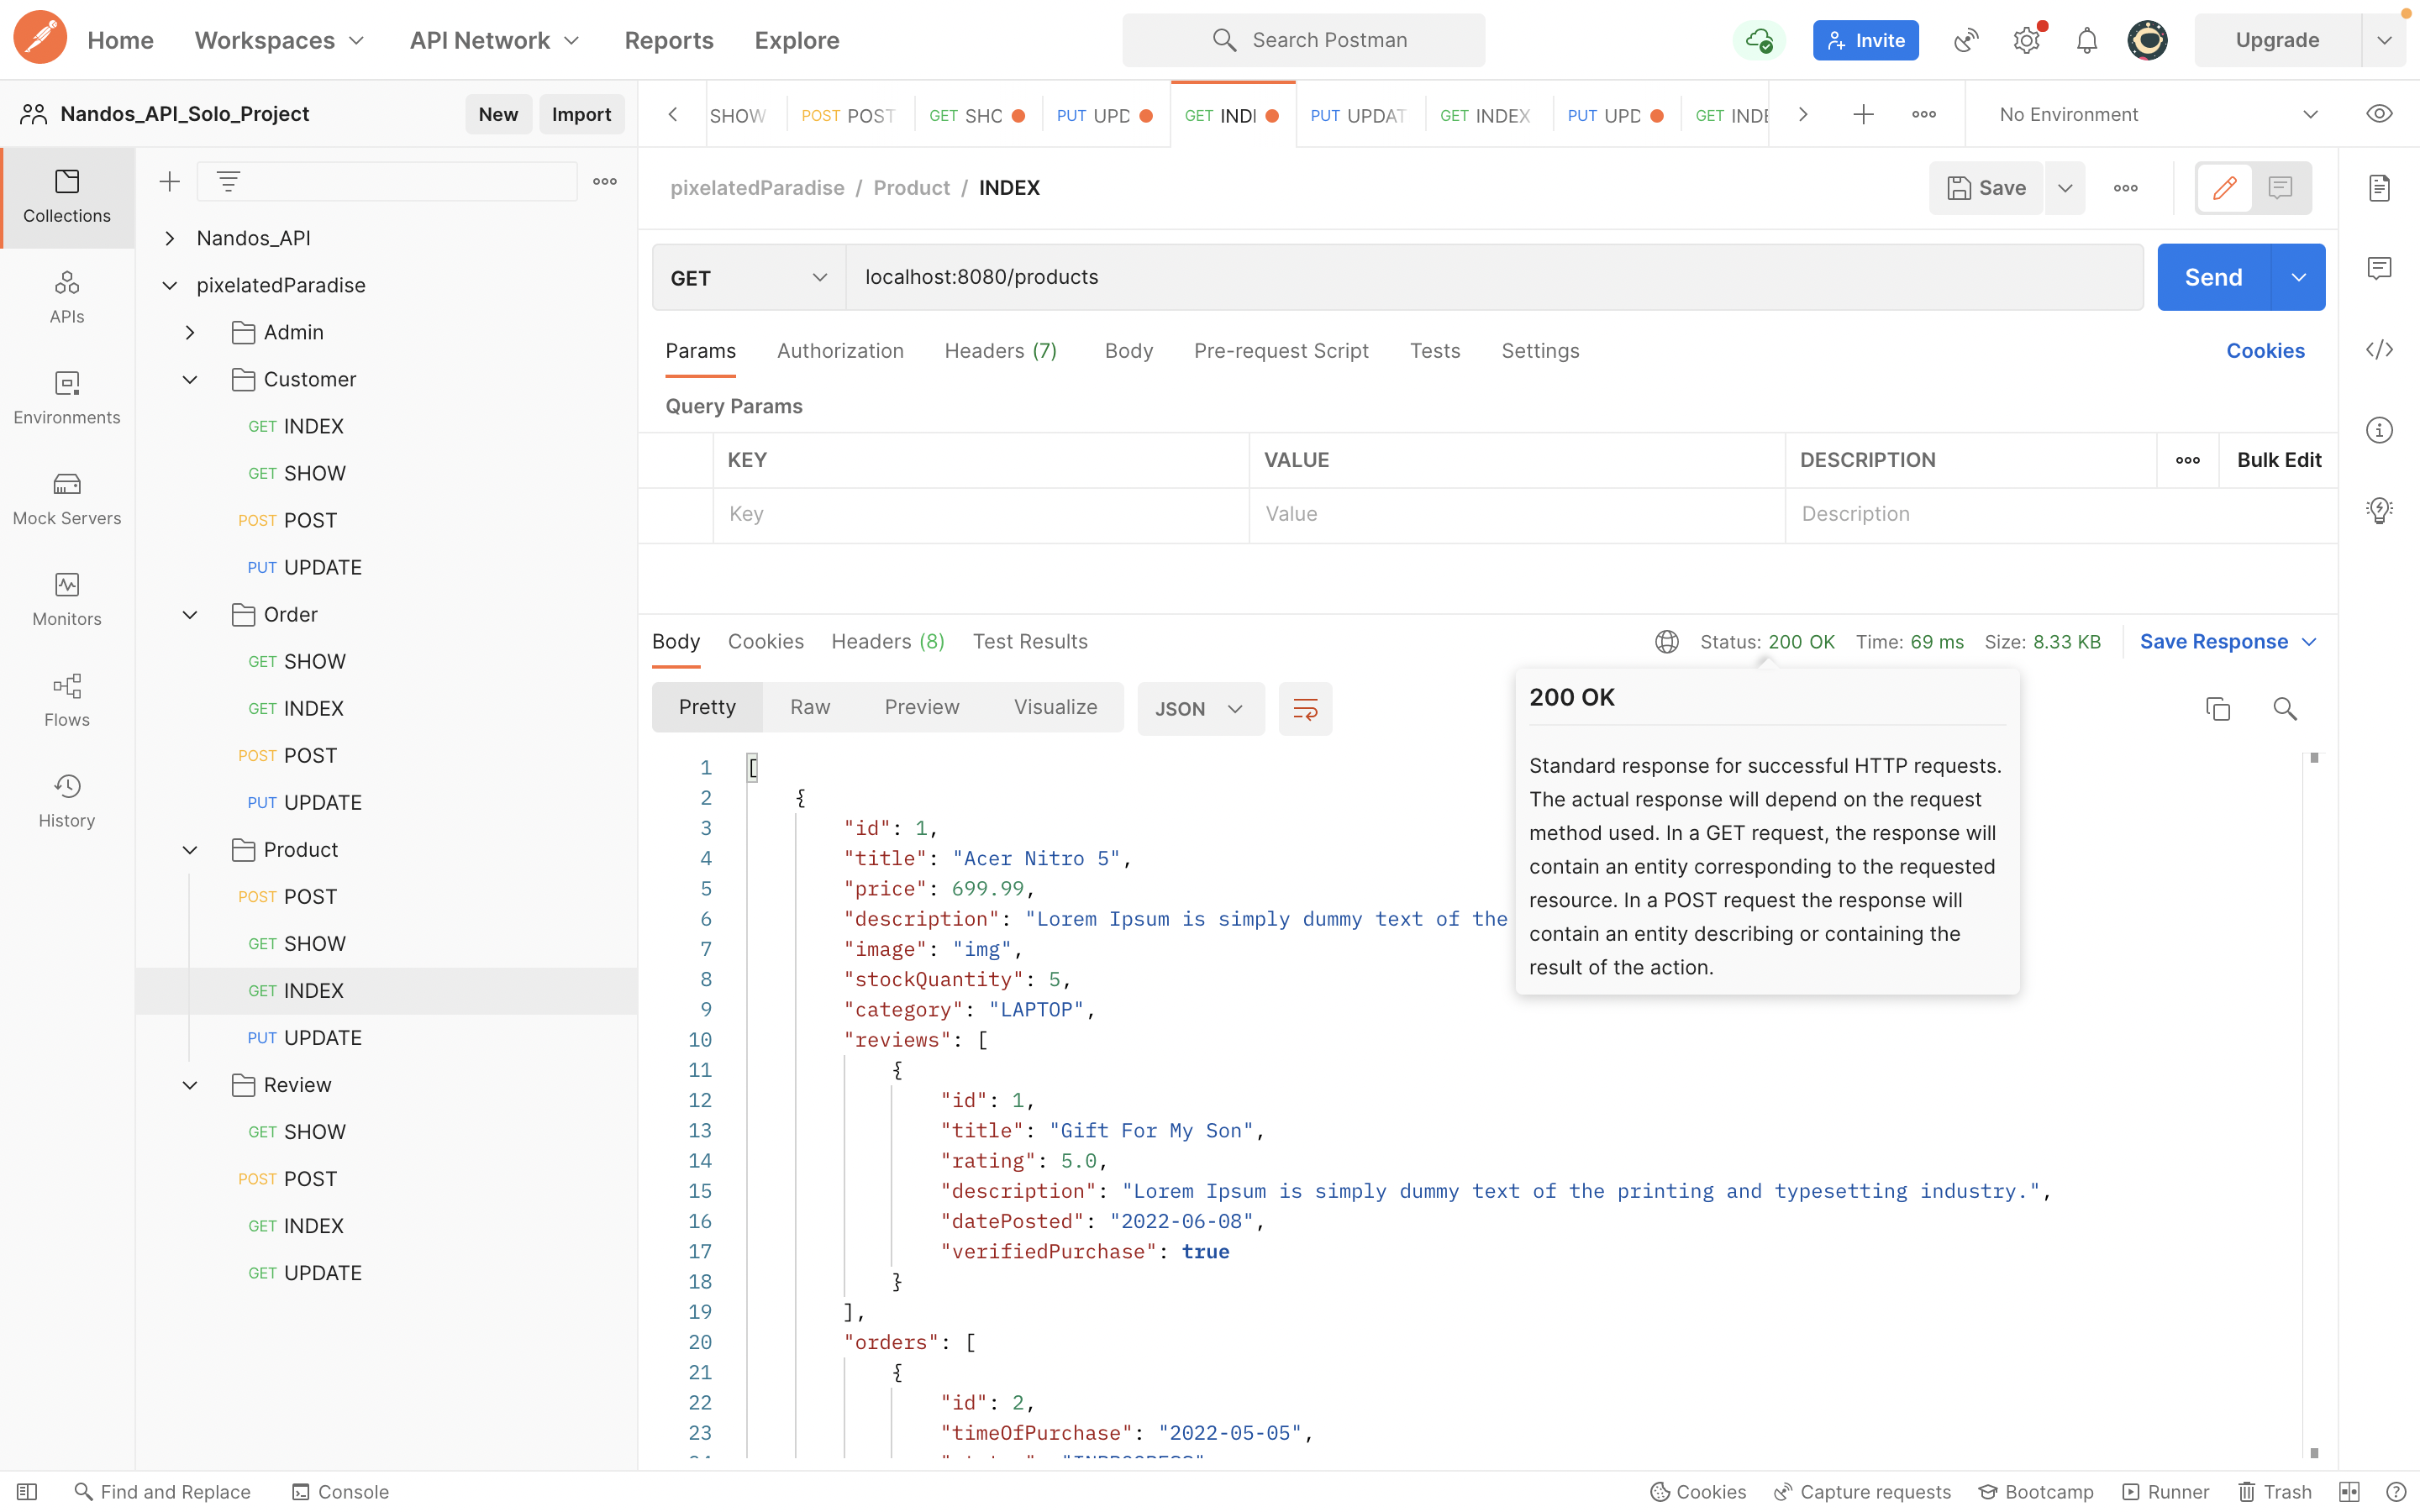 Home Workspaces API Network Reports Explore Search Postman Invite Upgrade
Nandos_API_Solo_Project New Import
SHOW POST POST GET SHC PUT UPD GET INDI PUT UPDAT GET INDEX PUT UPD GET INDE No Environment
Collections
APIs
Environments
Mock Servers
Monitors
Flows
History
Nandos_API
pixelatedParadise
Admin
Customer
GET INDEX
GET SHOW
POST POST
PUT UPDATE
Order
GET SHOW
GET INDEX
POST POST
PUT UPDATE
Product
POST POST
GET SHOW
GET INDEX
PUT UPDATE
Review
GET SHOW
POST POST
GET INDEX
GET UPDATE
pixelatedParadise / Product / INDEX Save
GET localhost:8080/products Send
Params Authorization Headers (7) Body Pre-request Script Tests Settings Cookies
Query Params
KEY VALUE DESCRIPTION Bulk Edit
Key Value Description
Body Cookies Headers (8) Test Results Status: 200 OK Time: 69 ms Size: 8.33 KB Save Response
Pretty Raw Preview Visualize JSON
200 OK
Standard response for successful HTTP requests.
The actual response will depend on the request
method used. In a GET request, the response will
contain an entity corresponding to the requested
resource. In a POST request the response will
contain an entity describing or containing the
result of the action.
1 [
2 {
3 "id": 1,
4 "title": "Acer Nitro 5",
5 "price": 699.99,
6 "description": "Lorem Ipsum is simply dummy text of the
7 "image": "img",
8 "stockQuantity": 5,
9 "category": "LAPTOP",
10 "reviews": [
11 {
12 "id": 1,
13 "title": "Gift For My Son",
14 "rating": 5.0,
15 "description": "Lorem Ipsum is simply dummy text of the printing and typesetting industry.",
16 "datePosted": "2022-06-08",
17 "verifiedPurchase": true
18 }
19 ],
20 "orders": [
21 {
22 "id": 2,
23 "timeOfPurchase": "2022-05-05",
Find and Replace Console Cookies Capture requests Bootcamp Runner Trash